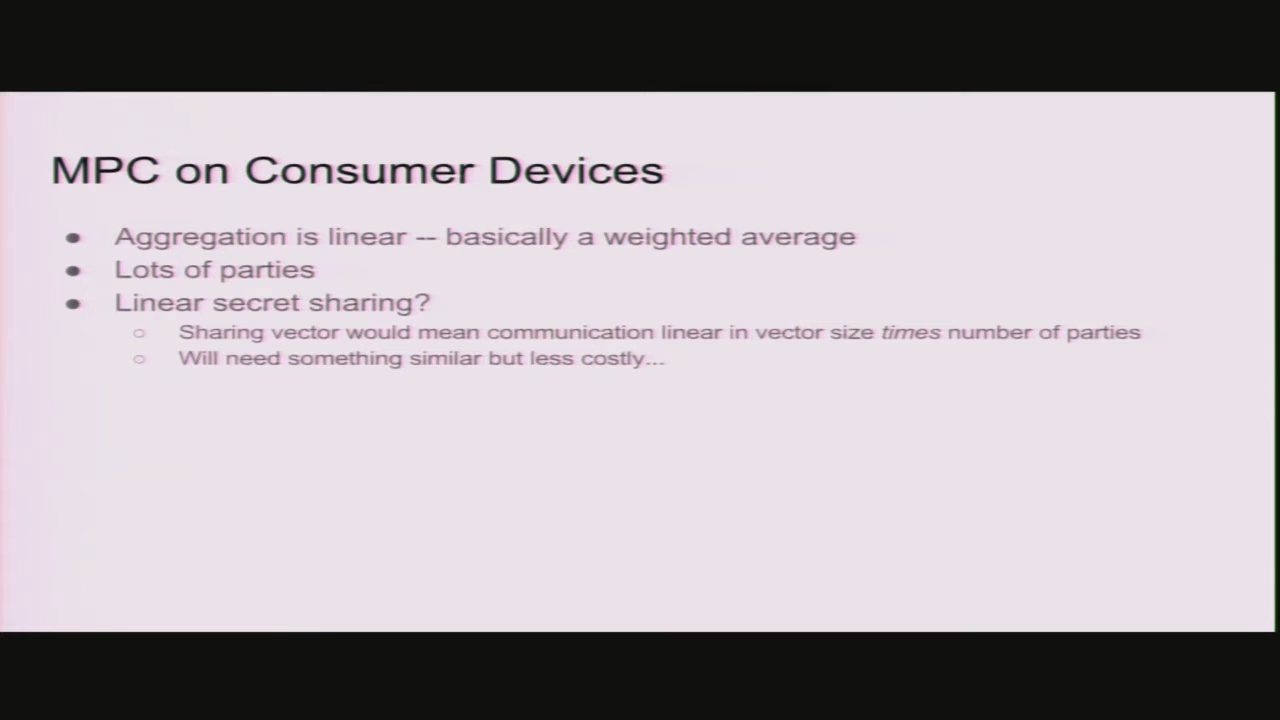 MPC on Consumer Devices
● Aggregation is linear -- basically a weighted average
● Lots of parties
● Linear secret sharing?
○ Sharing vector would mean communication linear in vector size times number of parties
○ Will need something similar but less costly...